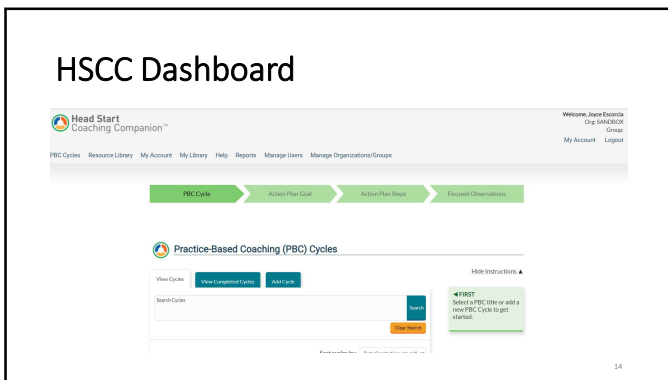 HSCC Dashboard
Head Start
Coaching Companion™
Welcome, Joyce Escorcia
Org: SANDBOX
Group:
My Account Logout
PBC Cycles Resource Library My Account My Library Help Reports Manage Users Manage Organizations/Groups
PBC Cycle Action Plan Goal Action Plan Steps Focused Observations
Practice-Based Coaching (PBC) Cycles
Hide Instructions ▲
View Cycles View Completed Cycles Add Cycle
◄ FIRST
Select a PBC title or add a
new PBC Cycle to get
started.
Search Cycles
Search
Clear Search
14